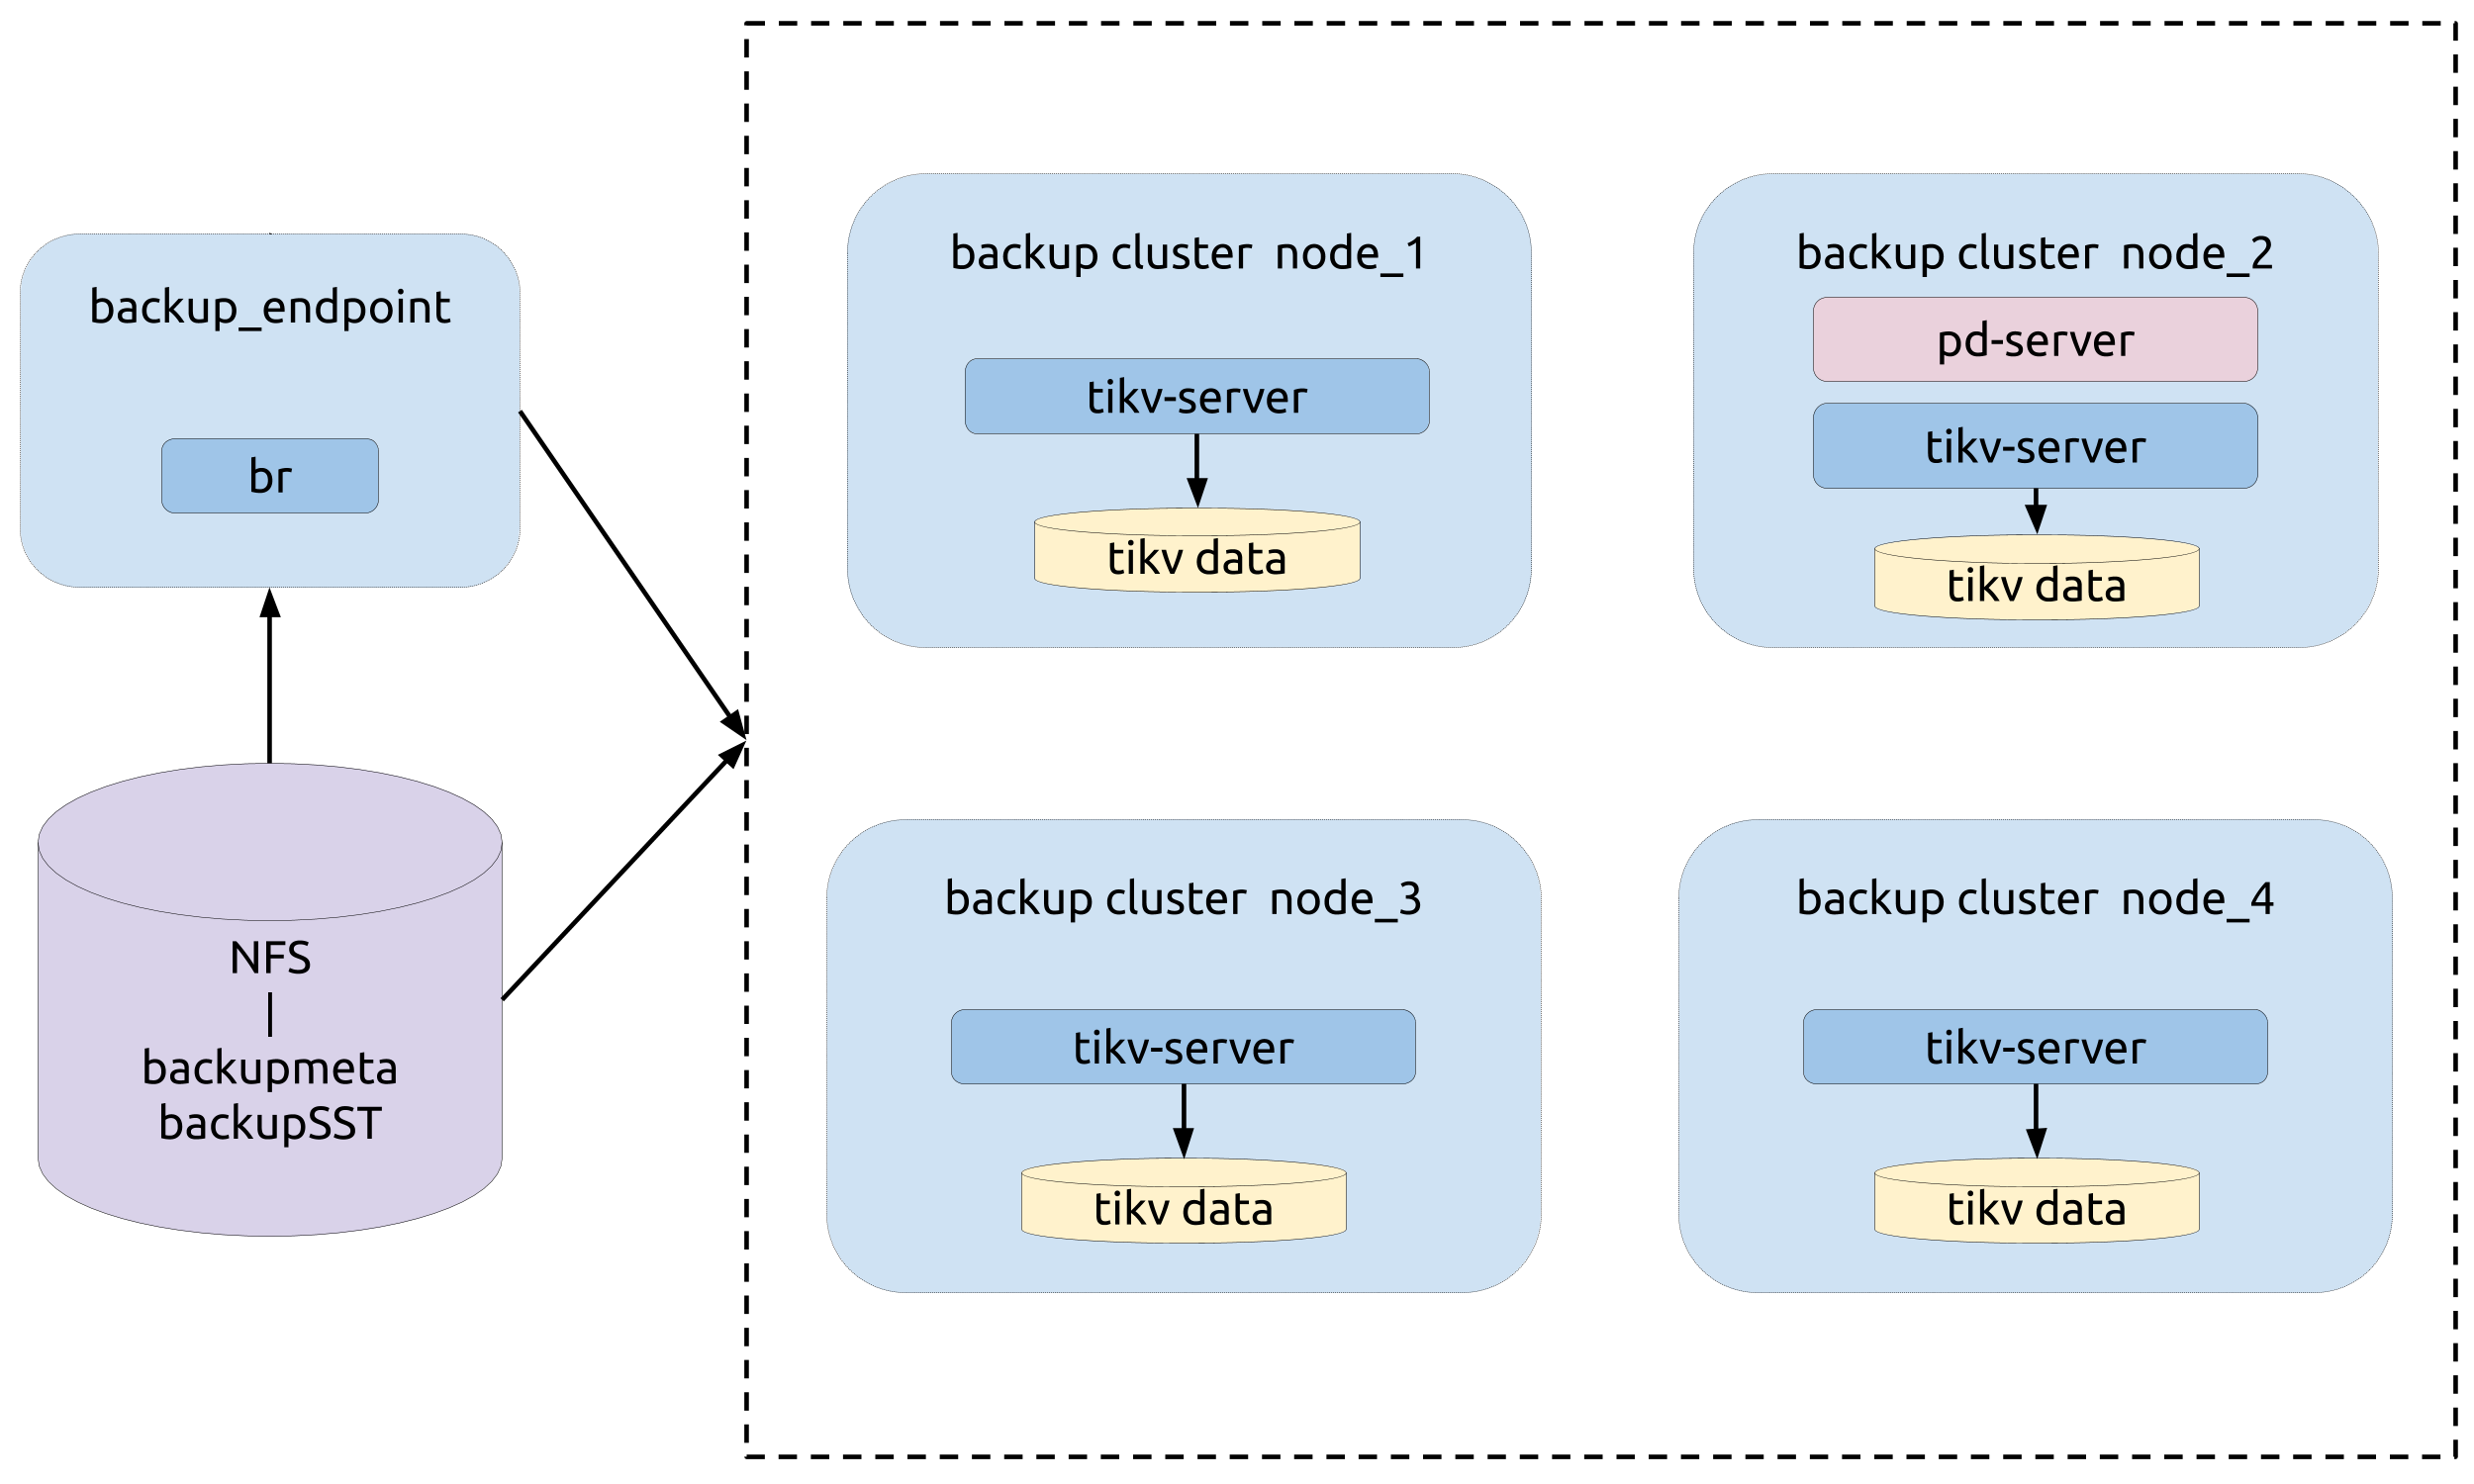 backup_endpoint
br
NFS
backupmeta
backupSST
backup cluster node_1
tikv-server
tikv data
backup cluster node_2
pd-server
tikv-server
tikv data
backup cluster node_3
tikv-server
tikv data
backup cluster node_4
tikv-server
tikv data